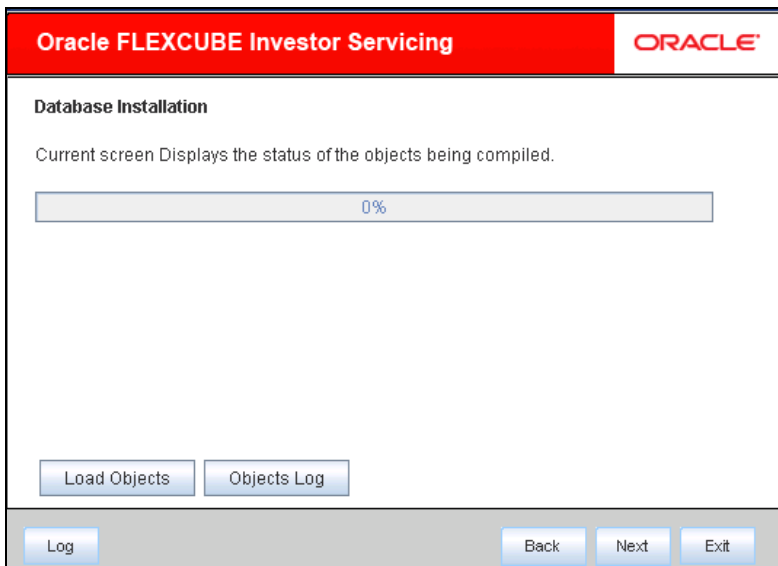 Oracle FLEXCUBE Investor Servicing
ORACLE
Database Installation
Current screen Displays the status of the objects being compiled.
0%
Load Objects
Objects Log
Log
Back
Next
Exit